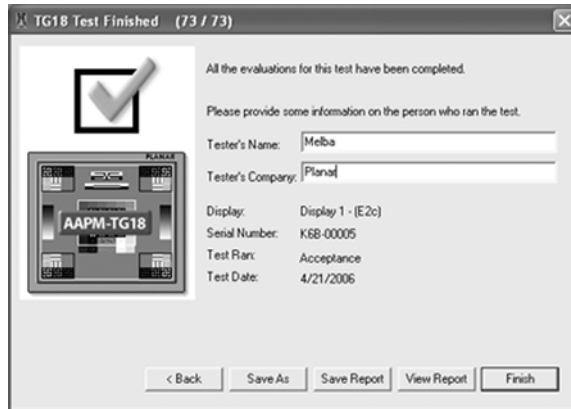 TG18 Test Finished (73 / 73)
All the evaluations for this test have been completed.
Please provide some information on the person who ran the test.
Tester's Name: Melba
Tester's Company: Planar
PLANAR
AAPM-TG18
Display: Display 1 - (E2c)
Serial Number: K6B-00005
Test Ran: Acceptance
Test Date: 4/21/2006
< Back Save As Save Report View Report Finish